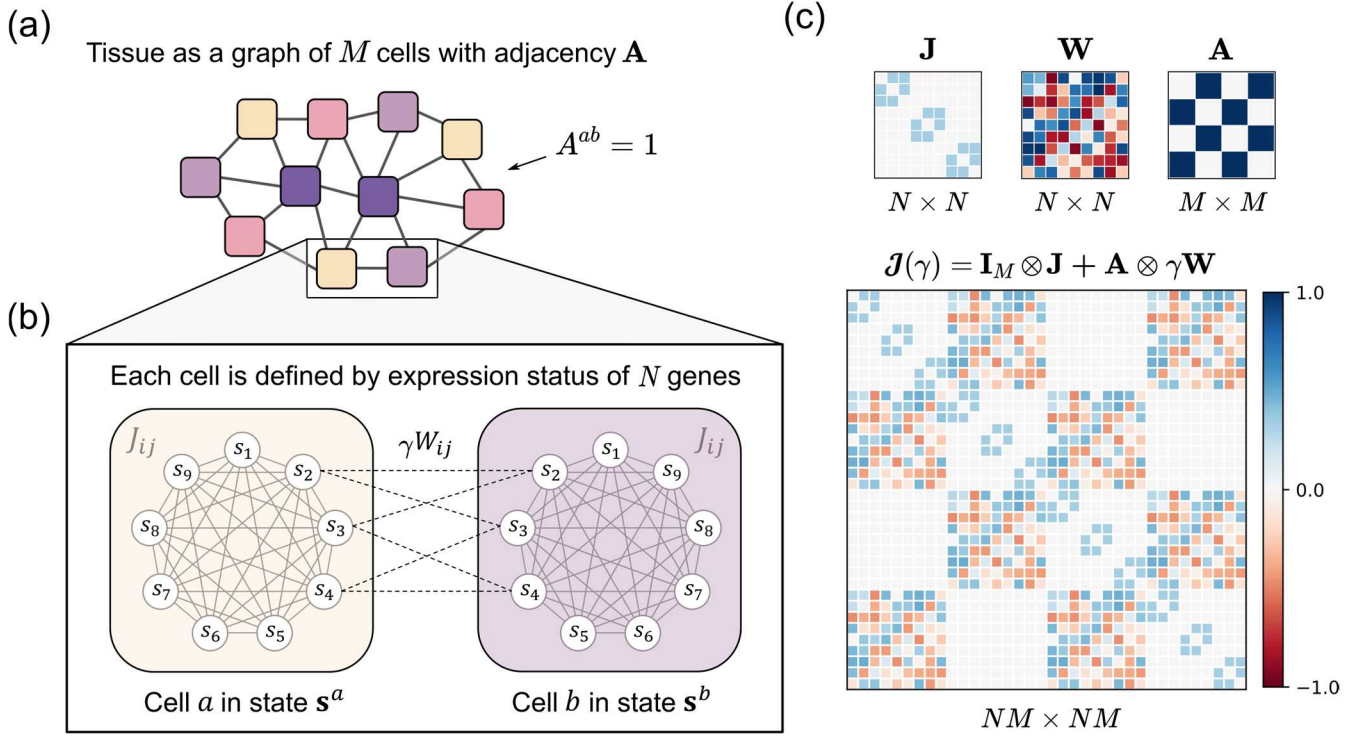 (a)
Tissue as a graph of M cells with adjacency A
A^{ab} = 1
(b)
Each cell is defined by expression status of N genes
J_{ij}
γW_{ij}
J_{ij}
s_1
s_2
s_3
s_4
s_5
s_6
s_7
s_8
s_9
s_1
s_9
s_8
s_7
s_6
s_5
s_4
s_3
s_2
Cell a in state s^a
Cell b in state s^b
(c)
J
W
A
N × N
N × N
M × M
𝒥(γ) = I_M ⊗ J + A ⊗ γW
1.0
0.0
−1.0
NM × NM